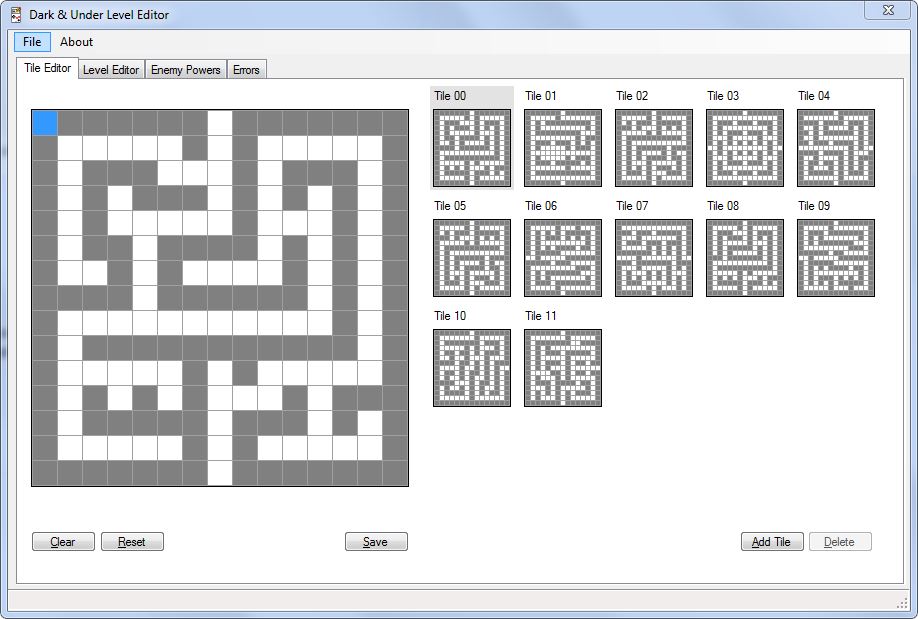 Dark & Under Level Editor
File About
Tile Editor Level Editor Enemy Powers Errors
Tile 00 Tile 01 Tile 02 Tile 03 Tile 04
Tile 05 Tile 06 Tile 07 Tile 08 Tile 09
Tile 10 Tile 11
Clear Reset Save Add Tile Delete